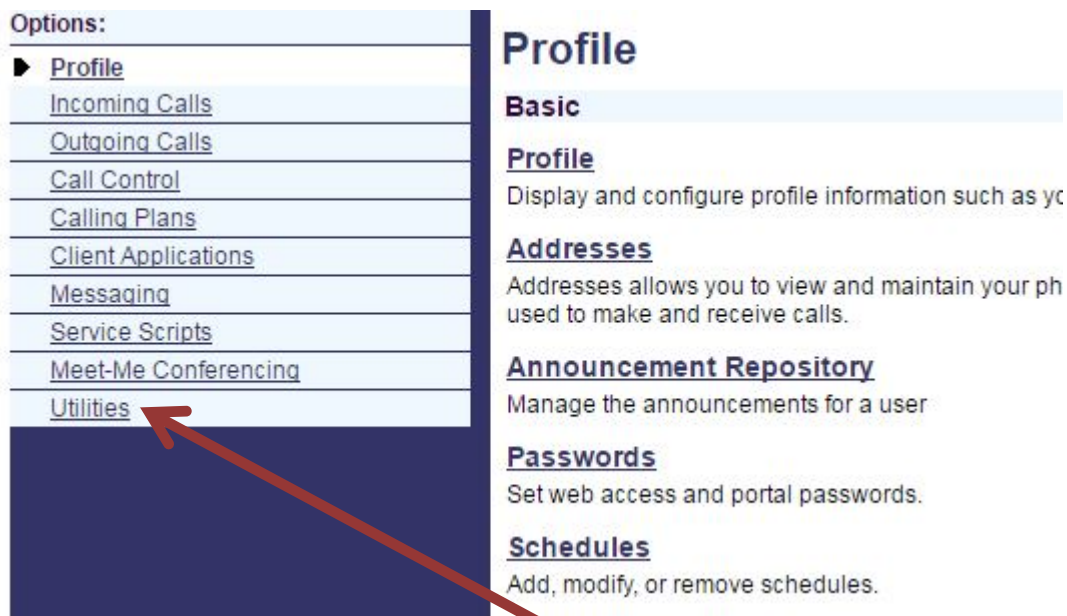 Options:
Profile
Incoming Calls
Outgoing Calls
Call Control
Calling Plans
Client Applications
Messaging
Service Scripts
Meet-Me Conferencing
Utilities
Profile
Basic
Profile
Display and configure profile information such as yo
Addresses
Addresses allows you to view and maintain your ph
used to make and receive calls.
Announcement Repository
Manage the announcements for a user
Passwords
Set web access and portal passwords.
Schedules
Add, modify, or remove schedules.